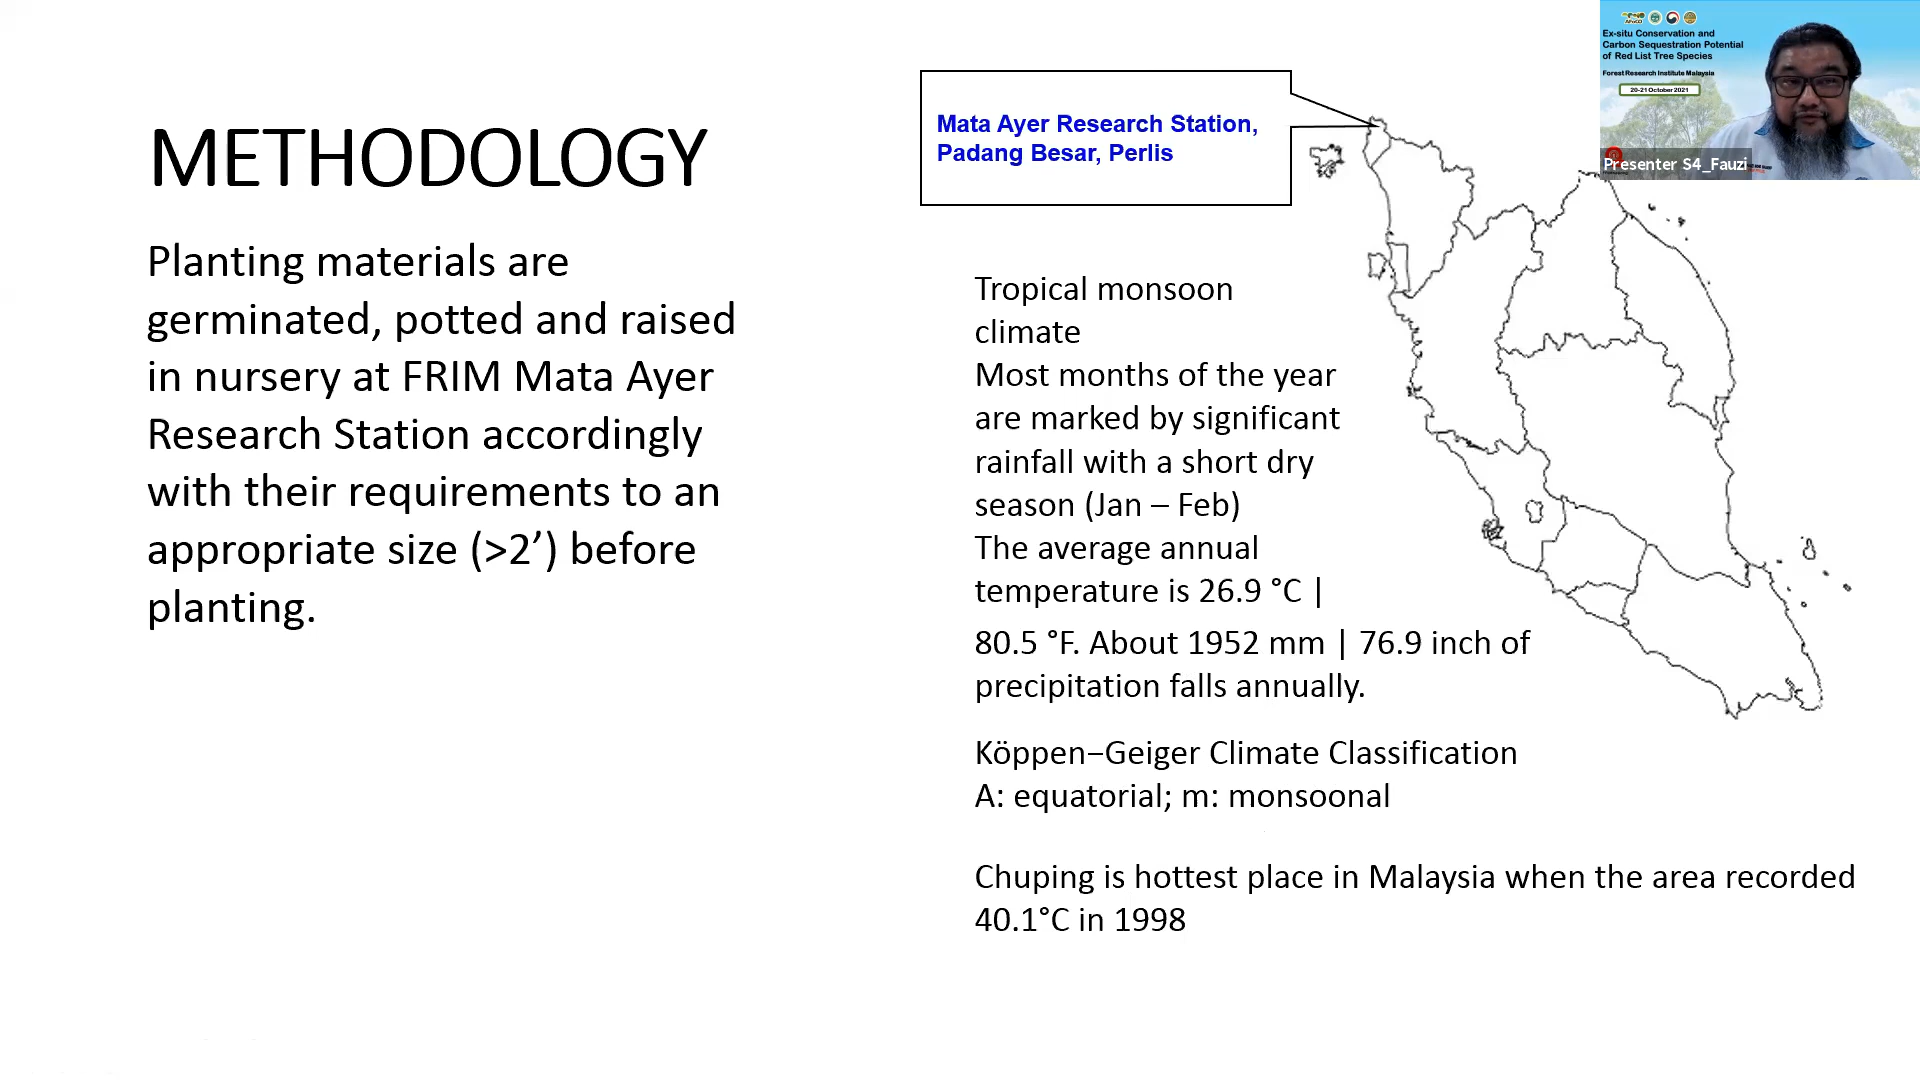 METHODOLOGY
Planting materials are
germinated, potted and raised
in nursery at FRIM Mata Ayer
Research Station accordingly
with their requirements to an
appropriate size (>2’) before
planting.
Mata Ayer Research Station,
Padang Besar, Perlis
Tropical monsoon
climate
Most months of the year
are marked by significant
rainfall with a short dry
season (Jan – Feb)
The average annual
temperature is 26.9 °C |
80.5 °F. About 1952 mm | 76.9 inch of
precipitation falls annually.
Köppen–Geiger Climate Classification
A: equatorial; m: monsoonal
Chuping is hottest place in Malaysia when the area recorded
40.1°C in 1998
Ex-situ Conservation and
Carbon Sequestration Potential
of Red List Tree Species
Forest Research Institute Malaysia
20-21 October 2021
Presenter S4_Fauzi